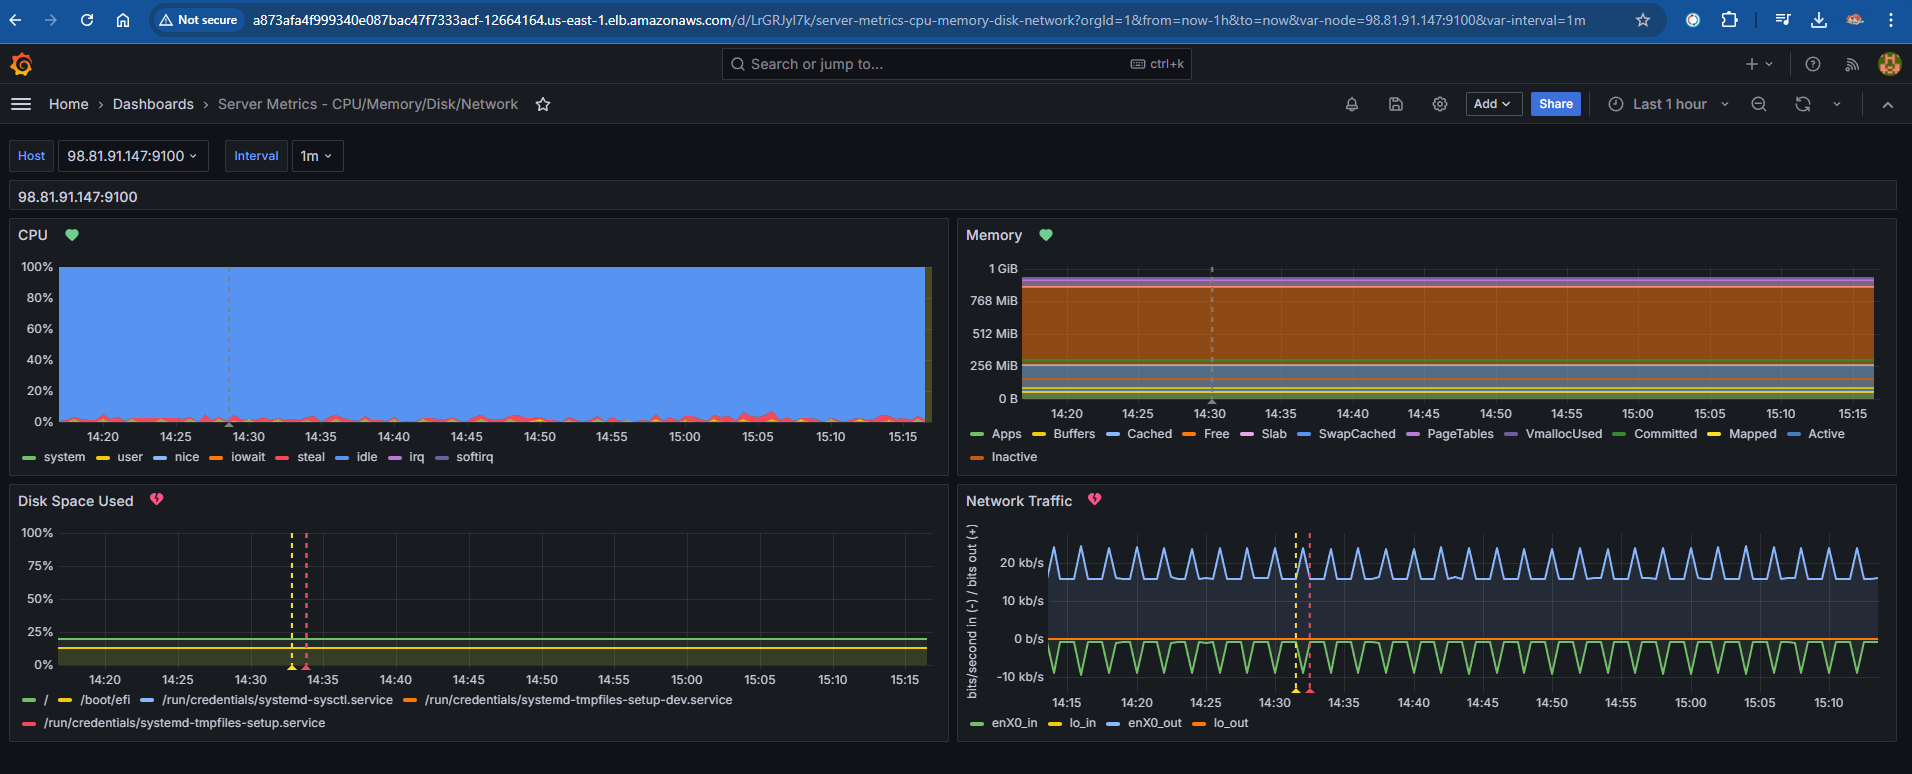 Not secure a873afa4f999340e087bac47f7333acf-12664164.us-east-1.elb.amazonaws.com/d/LrGRJyI7k/server-metrics-cpu-memory-disk-network?orgId=1&from=now-1h&to=now&var-node=98.81.91.147:9100&var-interval=1m
Search or jump to... ctrl+k
Home › Dashboards › Server Metrics - CPU/Memory/Disk/Network
Add Share Last 1 hour
Host 98.81.91.147:9100 Interval 1m
98.81.91.147:9100
CPU
100%
80%
60%
40%
20%
0%
14:20 14:25 14:30 14:35 14:40 14:45 14:50 14:55 15:00 15:05 15:10 15:15
system user nice iowait steal idle irq softirq
Memory
1 GiB
768 MiB
512 MiB
256 MiB
0 B
14:20 14:25 14:30 14:35 14:40 14:45 14:50 14:55 15:00 15:05 15:10 15:15
Apps Buffers Cached Free Slab SwapCached PageTables VmallocUsed Committed Mapped Active
Inactive
Disk Space Used
100%
75%
50%
25%
0%
14:20 14:25 14:30 14:35 14:40 14:45 14:50 14:55 15:00 15:05 15:10 15:15
/ /boot/efi /run/credentials/systemd-sysctl.service /run/credentials/systemd-tmpfiles-setup-dev.service
/run/credentials/systemd-tmpfiles-setup.service
Network Traffic
bits/second in (-) / bits out (+)
20 kb/s
10 kb/s
0 b/s
-10 kb/s
14:15 14:20 14:25 14:30 14:35 14:40 14:45 14:50 14:55 15:00 15:05 15:10
enX0_in lo_in enX0_out lo_out